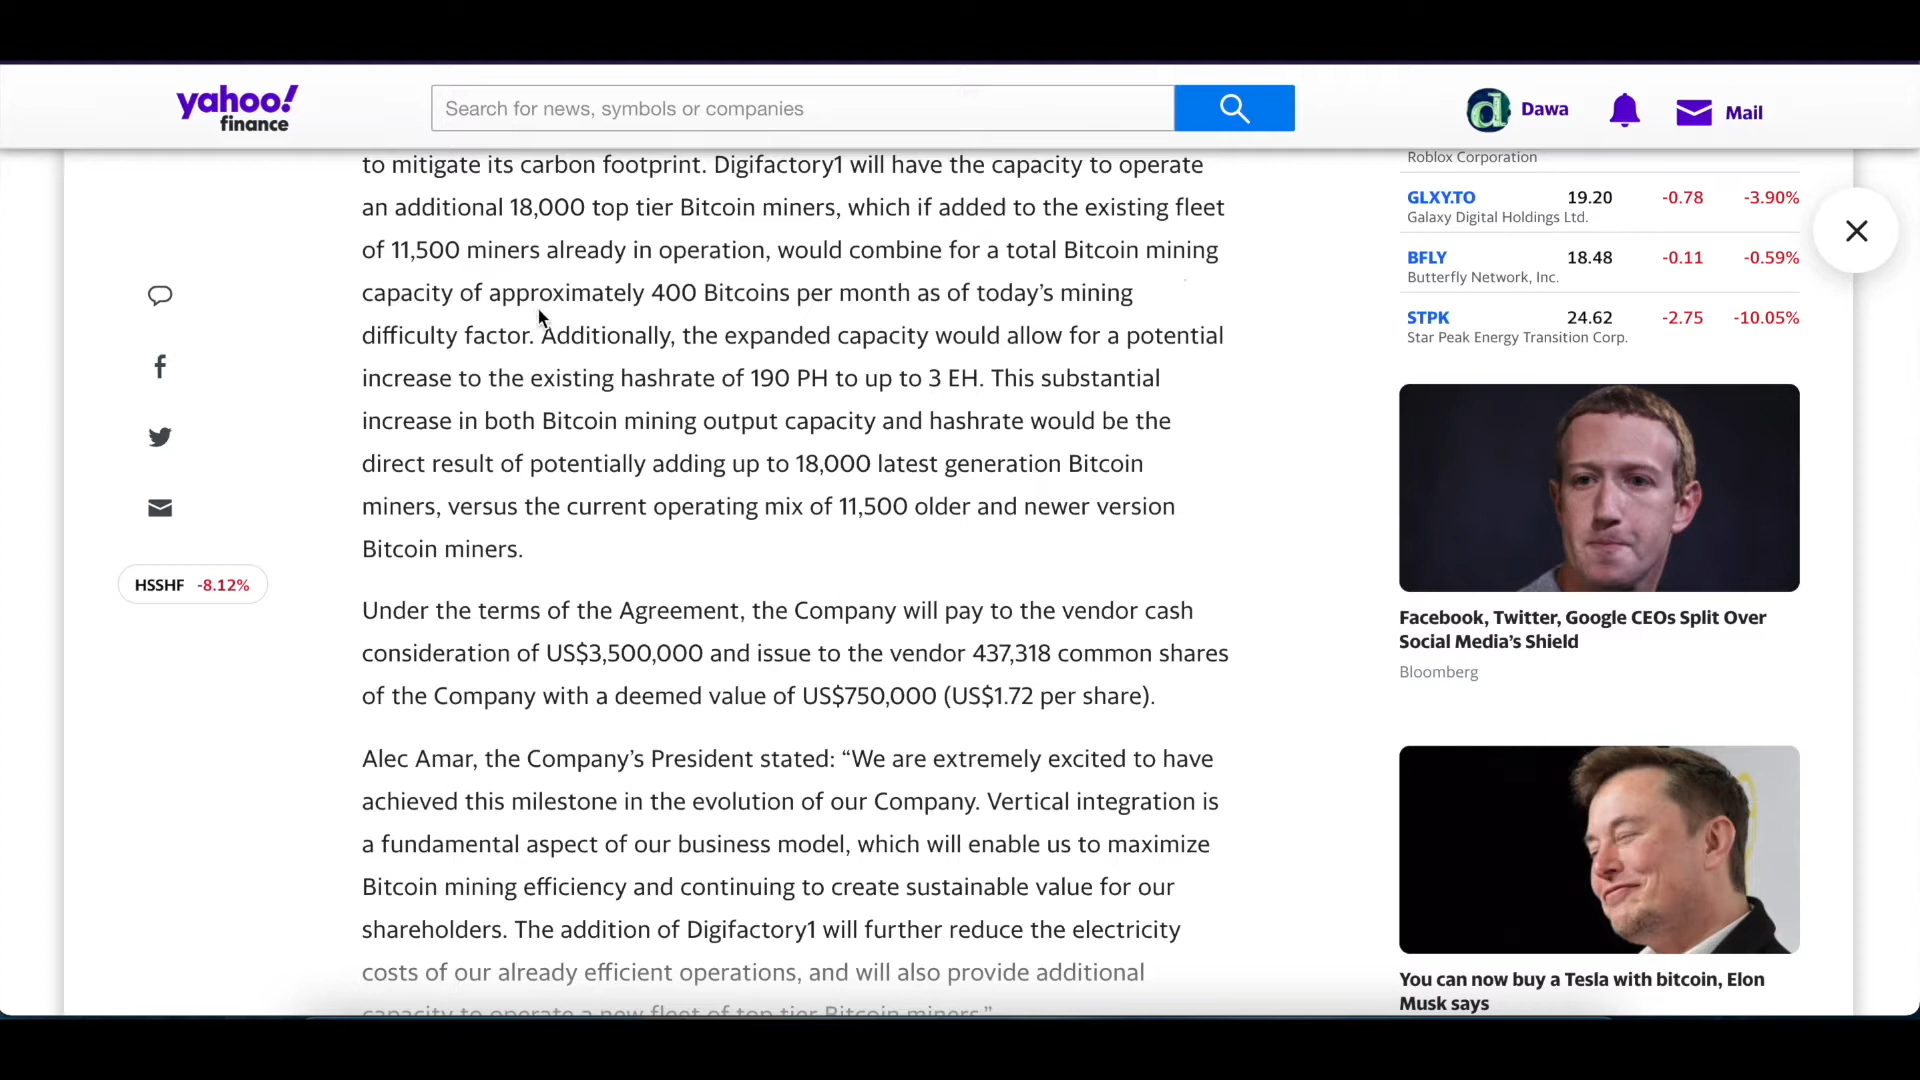 yahoo!
finance
Search for news, symbols or companies
Dawa
Mail
to mitigate its carbon footprint. Digifactory1 will have the capacity to operate
an additional 18,000 top tier Bitcoin miners, which if added to the existing fleet
of 11,500 miners already in operation, would combine for a total Bitcoin mining
capacity of approximately 400 Bitcoins per month as of today’s mining
difficulty factor. Additionally, the expanded capacity would allow for a potential
increase to the existing hashrate of 190 PH to up to 3 EH. This substantial
increase in both Bitcoin mining output capacity and hashrate would be the
direct result of potentially adding up to 18,000 latest generation Bitcoin
miners, versus the current operating mix of 11,500 older and newer version
Bitcoin miners.
Under the terms of the Agreement, the Company will pay to the vendor cash
consideration of US$3,500,000 and issue to the vendor 437,318 common shares
of the Company with a deemed value of US$750,000 (US$1.72 per share).
Alec Amar, the Company’s President stated: “We are extremely excited to have
achieved this milestone in the evolution of our Company. Vertical integration is
a fundamental aspect of our business model, which will enable us to maximize
Bitcoin mining efficiency and continuing to create sustainable value for our
shareholders. The addition of Digifactory1 will further reduce the electricity
costs of our already efficient operations, and will also provide additional
capacity to operate a new fleet of top tier Bitcoin miners.”
HSSHF -8.12%
Roblox Corporation
GLXY.TO 19.20 -0.78 -3.90%
Galaxy Digital Holdings Ltd.
BFLY 18.48 -0.11 -0.59%
Butterfly Network, Inc.
STPK 24.62 -2.75 -10.05%
Star Peak Energy Transition Corp.
Facebook, Twitter, Google CEOs Split Over
Social Media’s Shield
Bloomberg
You can now buy a Tesla with bitcoin, Elon
Musk says